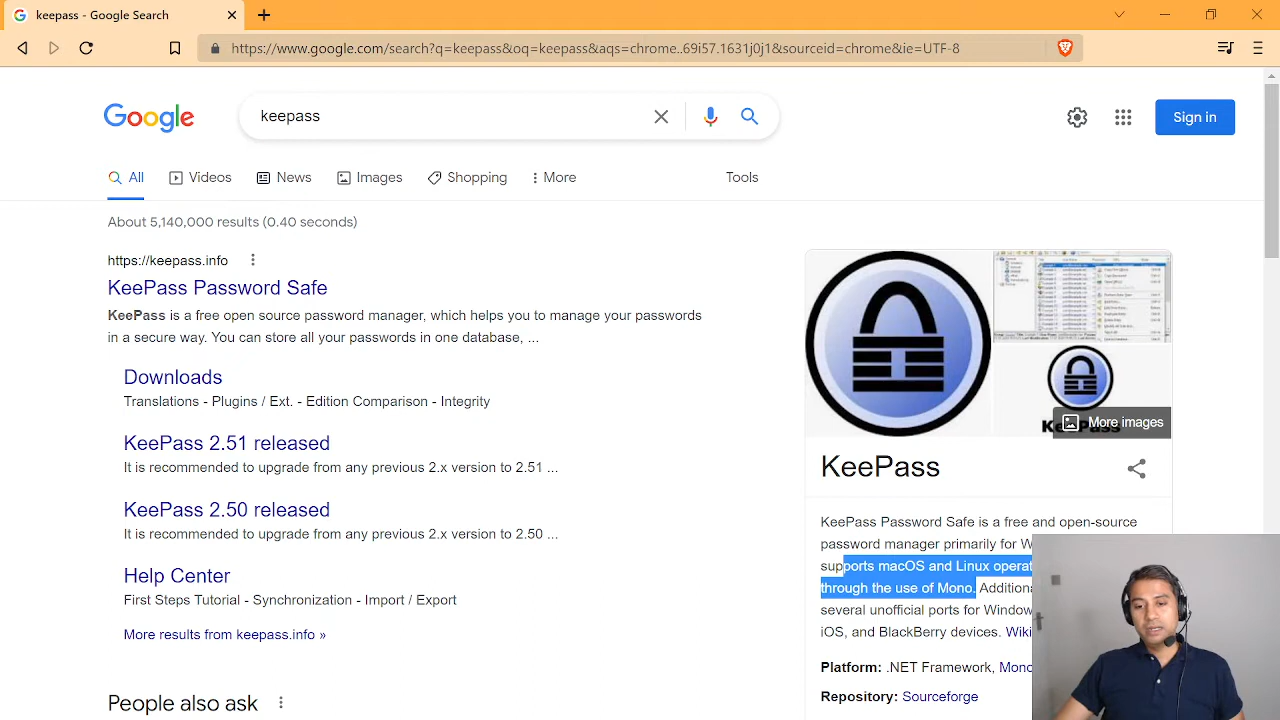 keepass - Google Search
https://www.google.com/search?q=keepass&oq=keepass&aqs=chrome..69i57.1631j0j1&sourceid=chrome&ie=UTF-8
Google
keepass
Sign in
All
Videos
News
Images
Shopping
More
Tools
About 5,140,000 results (0.40 seconds)
https://keepass.info
KeePass Password Safe
KeePass is a free open source password manager, which helps you to manage your passwords
in a secure way. You can store all your passwords in one database, ...
Downloads
Translations - Plugins / Ext. - Edition Comparison - Integrity
KeePass 2.51 released
It is recommended to upgrade from any previous 2.x version to 2.51 ...
KeePass 2.50 released
It is recommended to upgrade from any previous 2.x version to 2.50 ...
Help Center
First Steps Tutorial - Synchronization - Import / Export
More results from keepass.info »
People also ask
More images
KeePass
KeePass Password Safe is a free and open-source
password manager primarily for
supports macOS and Linux operat
through the use of Mono. Additiona
several unofficial ports for Window
iOS, and BlackBerry devices. Wiki
Platform: .NET Framework, Mono
Repository: Sourceforge